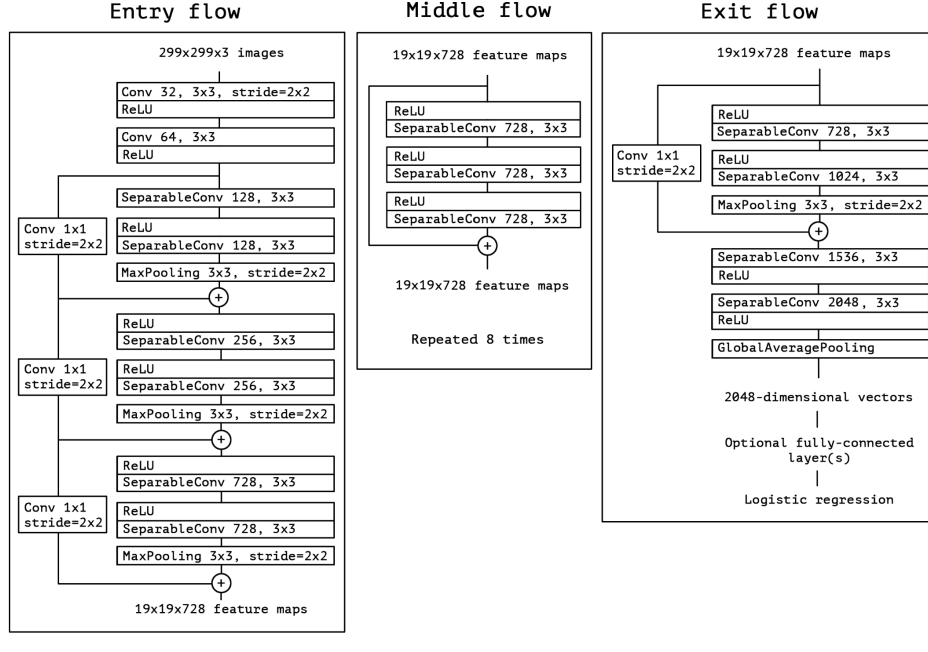 Entry flow
299x299x3 images
Conv 32, 3x3, stride=2x2
ReLU
Conv 64, 3x3
ReLU
SeparableConv 128, 3x3
Conv 1x1
stride=2x2
ReLU
SeparableConv 128, 3x3
MaxPooling 3x3, stride=2x2
+
ReLU
SeparableConv 256, 3x3
Conv 1x1
stride=2x2
ReLU
SeparableConv 256, 3x3
MaxPooling 3x3, stride=2x2
+
ReLU
SeparableConv 728, 3x3
Conv 1x1
stride=2x2
ReLU
SeparableConv 728, 3x3
MaxPooling 3x3, stride=2x2
+
19x19x728 feature maps
Middle flow
19x19x728 feature maps
ReLU
SeparableConv 728, 3x3
ReLU
SeparableConv 728, 3x3
ReLU
SeparableConv 728, 3x3
+
19x19x728 feature maps
Repeated 8 times
Exit flow
19x19x728 feature maps
ReLU
SeparableConv 728, 3x3
Conv 1x1
stride=2x2
ReLU
SeparableConv 1024, 3x3
MaxPooling 3x3, stride=2x2
+
SeparableConv 1536, 3x3
ReLU
SeparableConv 2048, 3x3
ReLU
GlobalAveragePooling
2048-dimensional vectors
Optional fully-connected
layer(s)
Logistic regression